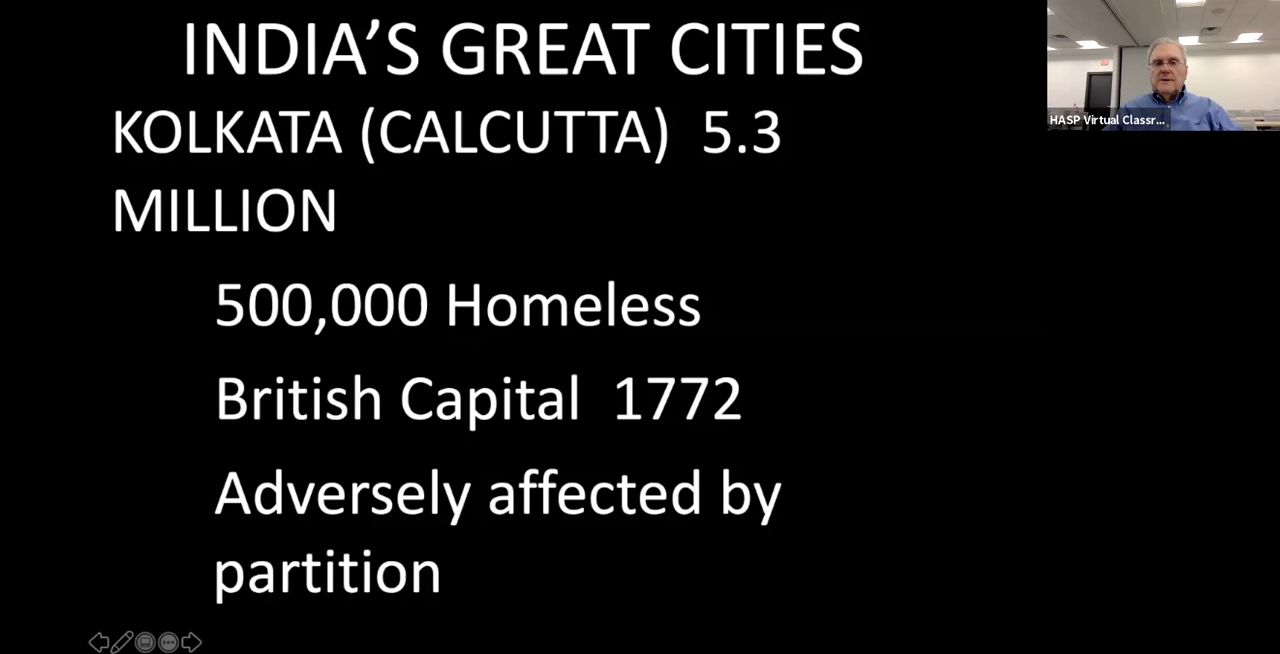 INDIA’S GREAT CITIES
KOLKATA (CALCUTTA)  5.3
MILLION
500,000 Homeless
British Capital  1772
Adversely affected by
partition
HASP Virtual Classr...